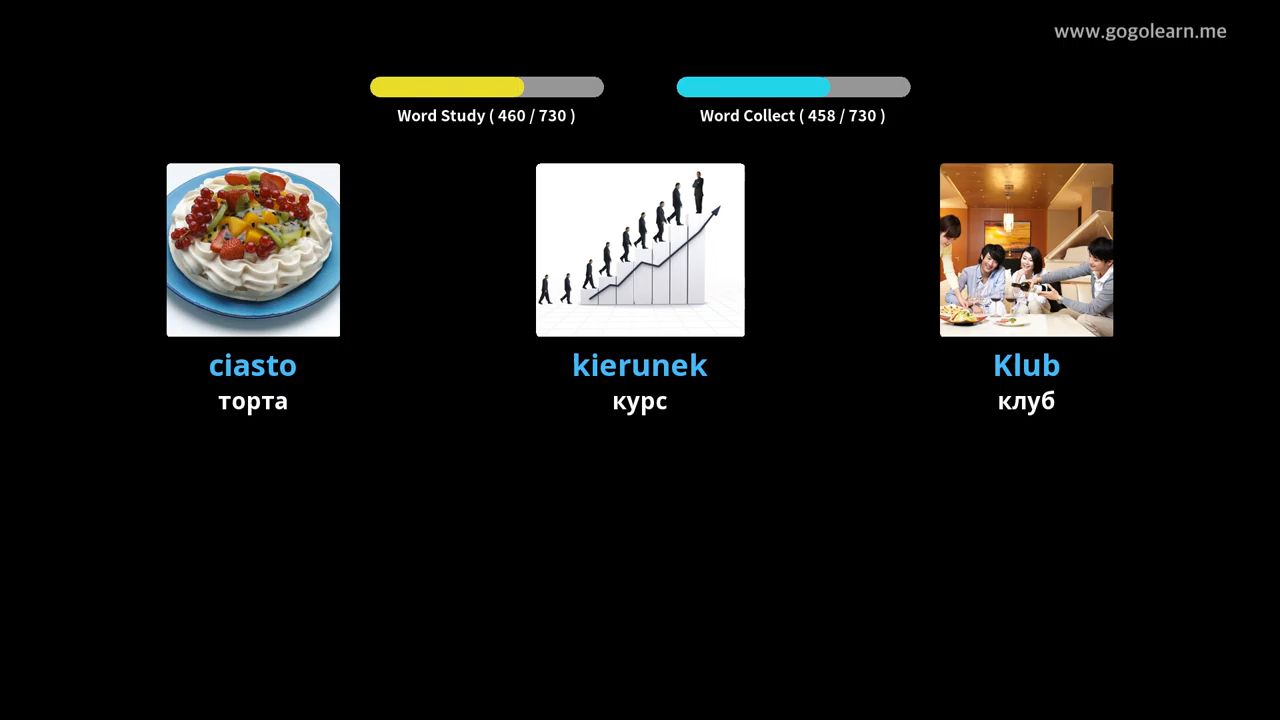 www.gogolearn.me
Word Study ( 460 / 730 )
Word Collect ( 458 / 730 )
ciasto
торта
kierunek
курс
Klub
клуб